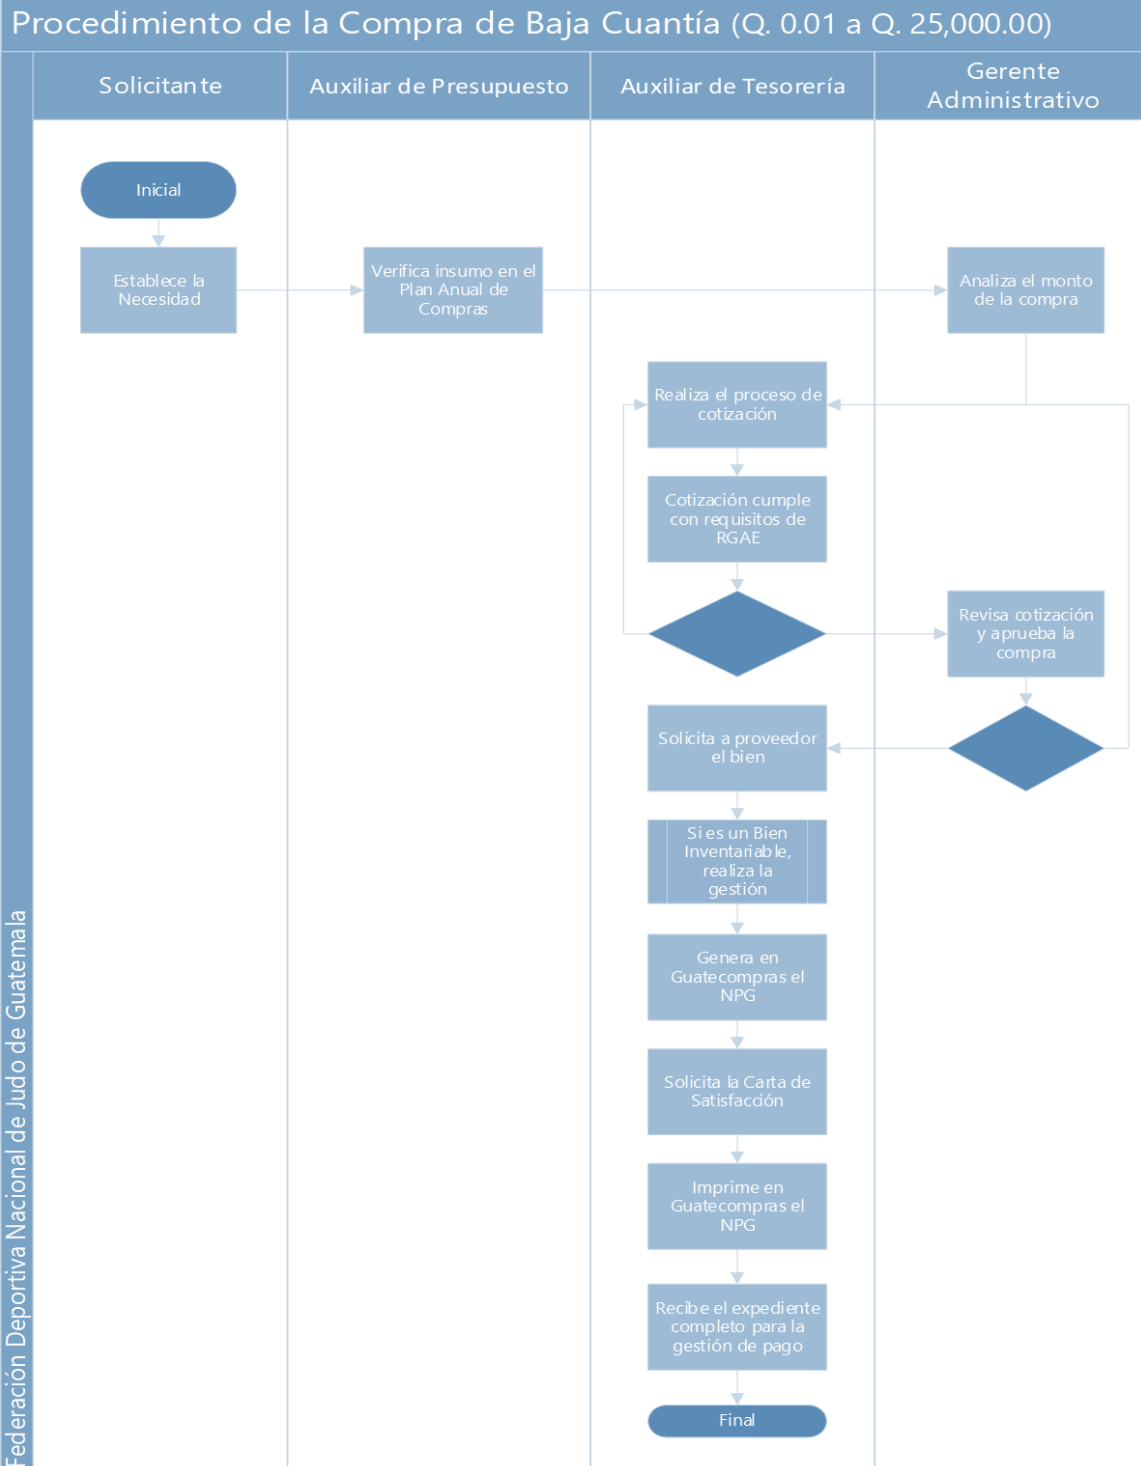 Procedimiento de la Compra de Baja Cuantía (Q. 0.01 a Q. 25,000.00)
Solicitante
Auxiliar de Presupuesto
Auxiliar de Tesorería
Gerente
Administrativo
Inicial
Establece la
Necesidad
Verifica insumo en el
Plan Anual de
Compras
Analiza el monto
de la compra
Realiza el proceso de
cotización
Cotización cumple
con requisitos de
RGAE
Revisa cotización
y aprueba la
compra
Solicita a proveedor
el bien
Si es un Bien
Inventariable,
realiza la
gestión
Genera en
Guatecompras el
NPG
Solicita la Carta de
Satisfacción
Imprime en
Guatecompras el
NPG
Recibe el expediente
completo para la
gestión de pago
Final
Federación Deportiva Nacional de Judo de Guatemala